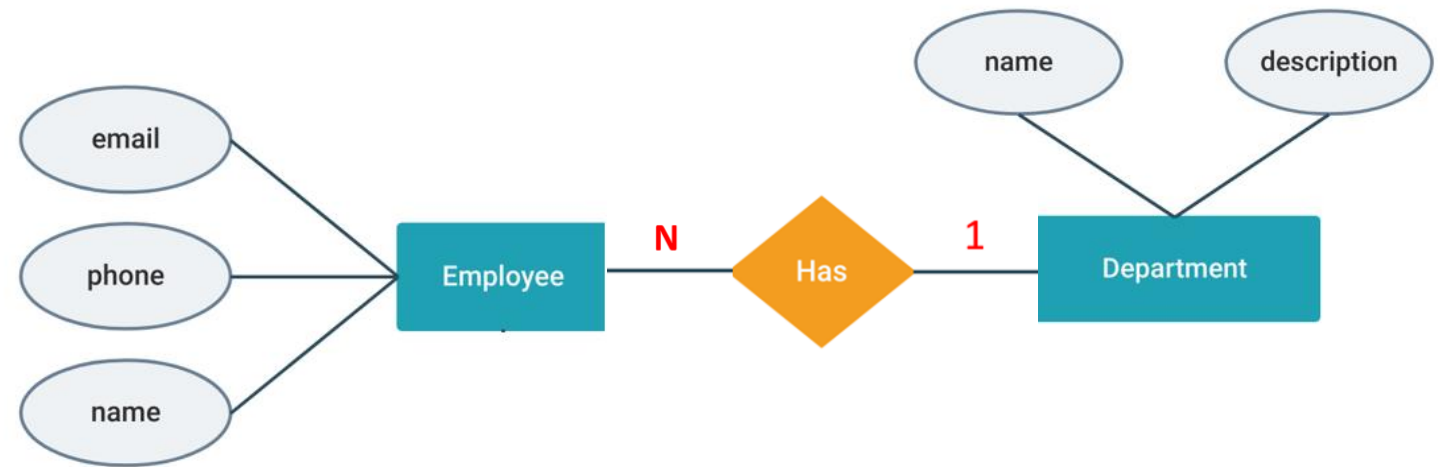 name
description
email
phone
name
Employee
N
Has
1
Department